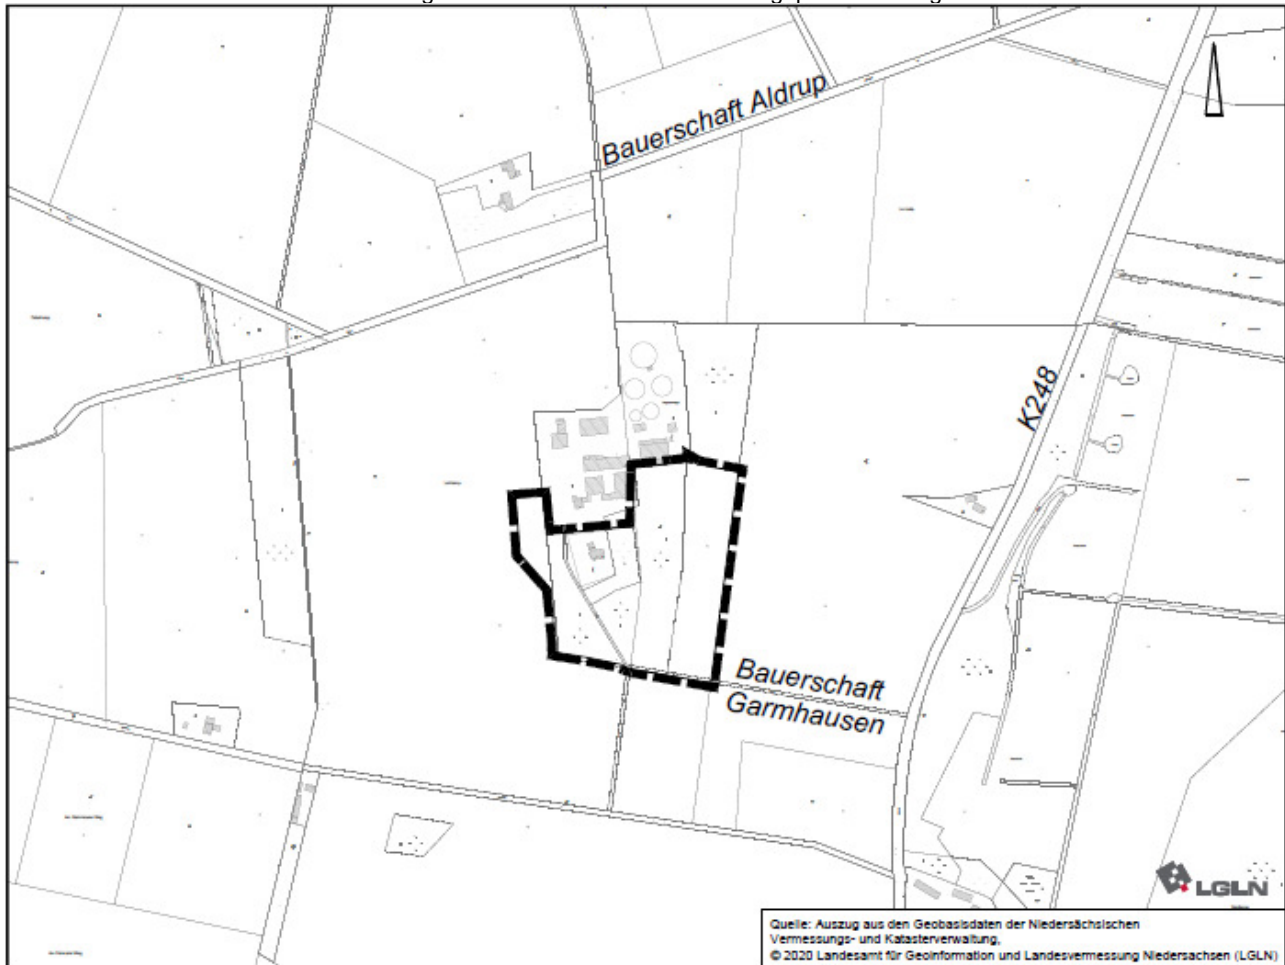 Bauerschaft Aldrup
K248
Bauerschaft
Garmhausen
LGLN
Quelle: Auszug aus den Geobasisdaten der Niedersächsischen
Vermessungs- und Katasterverwaltung,
© 2020 Landesamt für Geoinformation und Landesvermessung Niedersachsen (LGLN)